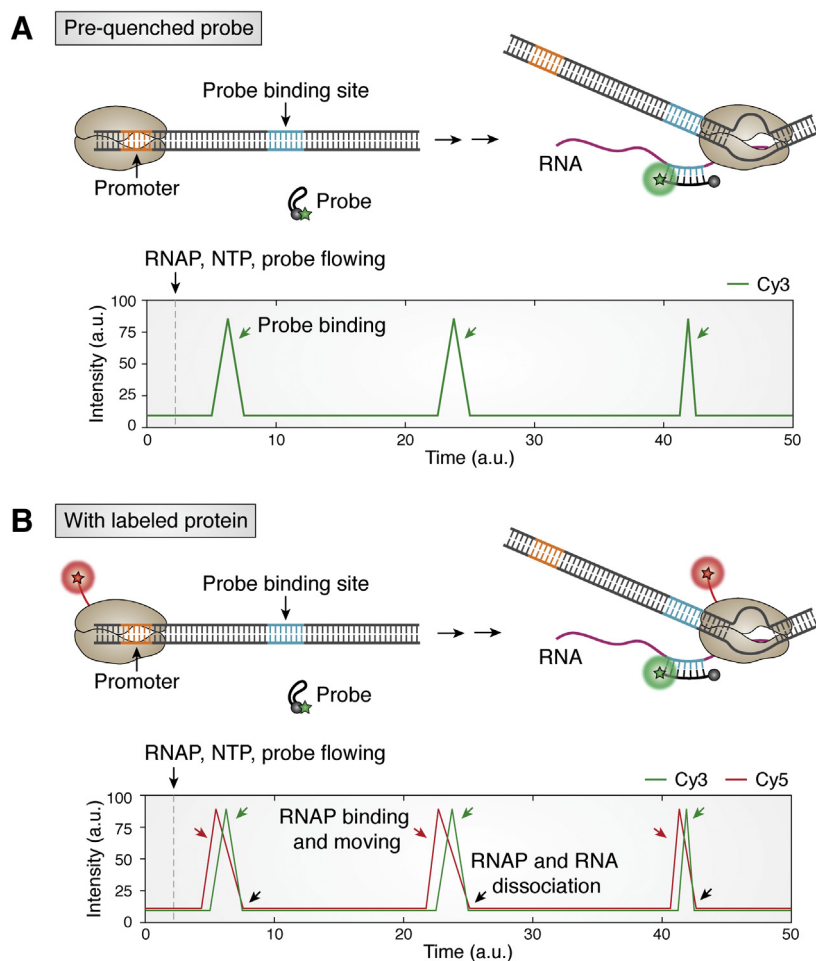 A
Pre-quenched probe
Probe binding site
Promoter
Probe
RNA
RNAP, NTP, probe flowing
Cy3
Intensity (a.u.)
100
75
50
25
0
Probe binding
0
10
20
30
40
50
Time (a.u.)
B
With labeled protein
Probe binding site
Promoter
Probe
RNA
RNAP, NTP, probe flowing
Cy3
Cy5
Intensity (a.u.)
100
75
50
25
0
RNAP binding
and moving
RNAP and RNA
dissociation
0
10
20
30
40
50
Time (a.u.)